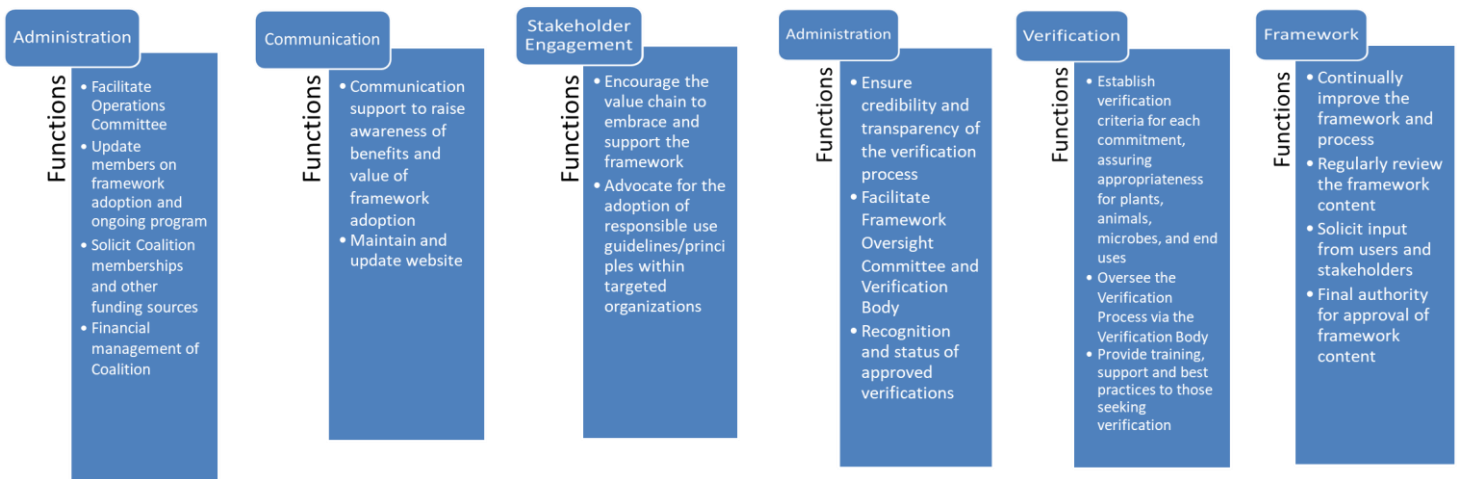 Administration
Functions
• Facilitate
Operations
Committee
• Update
members on
framework
adoption and
ongoing program
• Solicit Coalition
memberships
and other
funding sources
• Financial
management of
Coalition
Communication
Functions
• Communication
support to raise
awareness of
benefits and
value of
framework
adoption
• Maintain and
update website
Stakeholder
Engagement
Functions
• Encourage the
value chain to
embrace and
support the
framework
• Advocate for the
adoption of
responsible use
guidelines/princi
ples within
targeted
organizations
Administration
Functions
• Ensure
credibility and
transparency of
the verification
process
• Facilitate
Framework
Oversight
Committee and
Verification
Body
• Recognition
and status of
approved
verifications
Verification
Functions
• Establish
verification
criteria for each
commitment,
assuring
appropriateness
for plants,
animals,
microbes, and end
uses
• Oversee the
Verification
Process via the
Verification Body
• Provide training,
support and best
practices to those
seeking
verification
Framework
Functions
• Continually
improve the
framework and
process
• Regularly review
the framework
content
• Solicit input
from users and
stakeholders
• Final authority
for approval of
framework
content